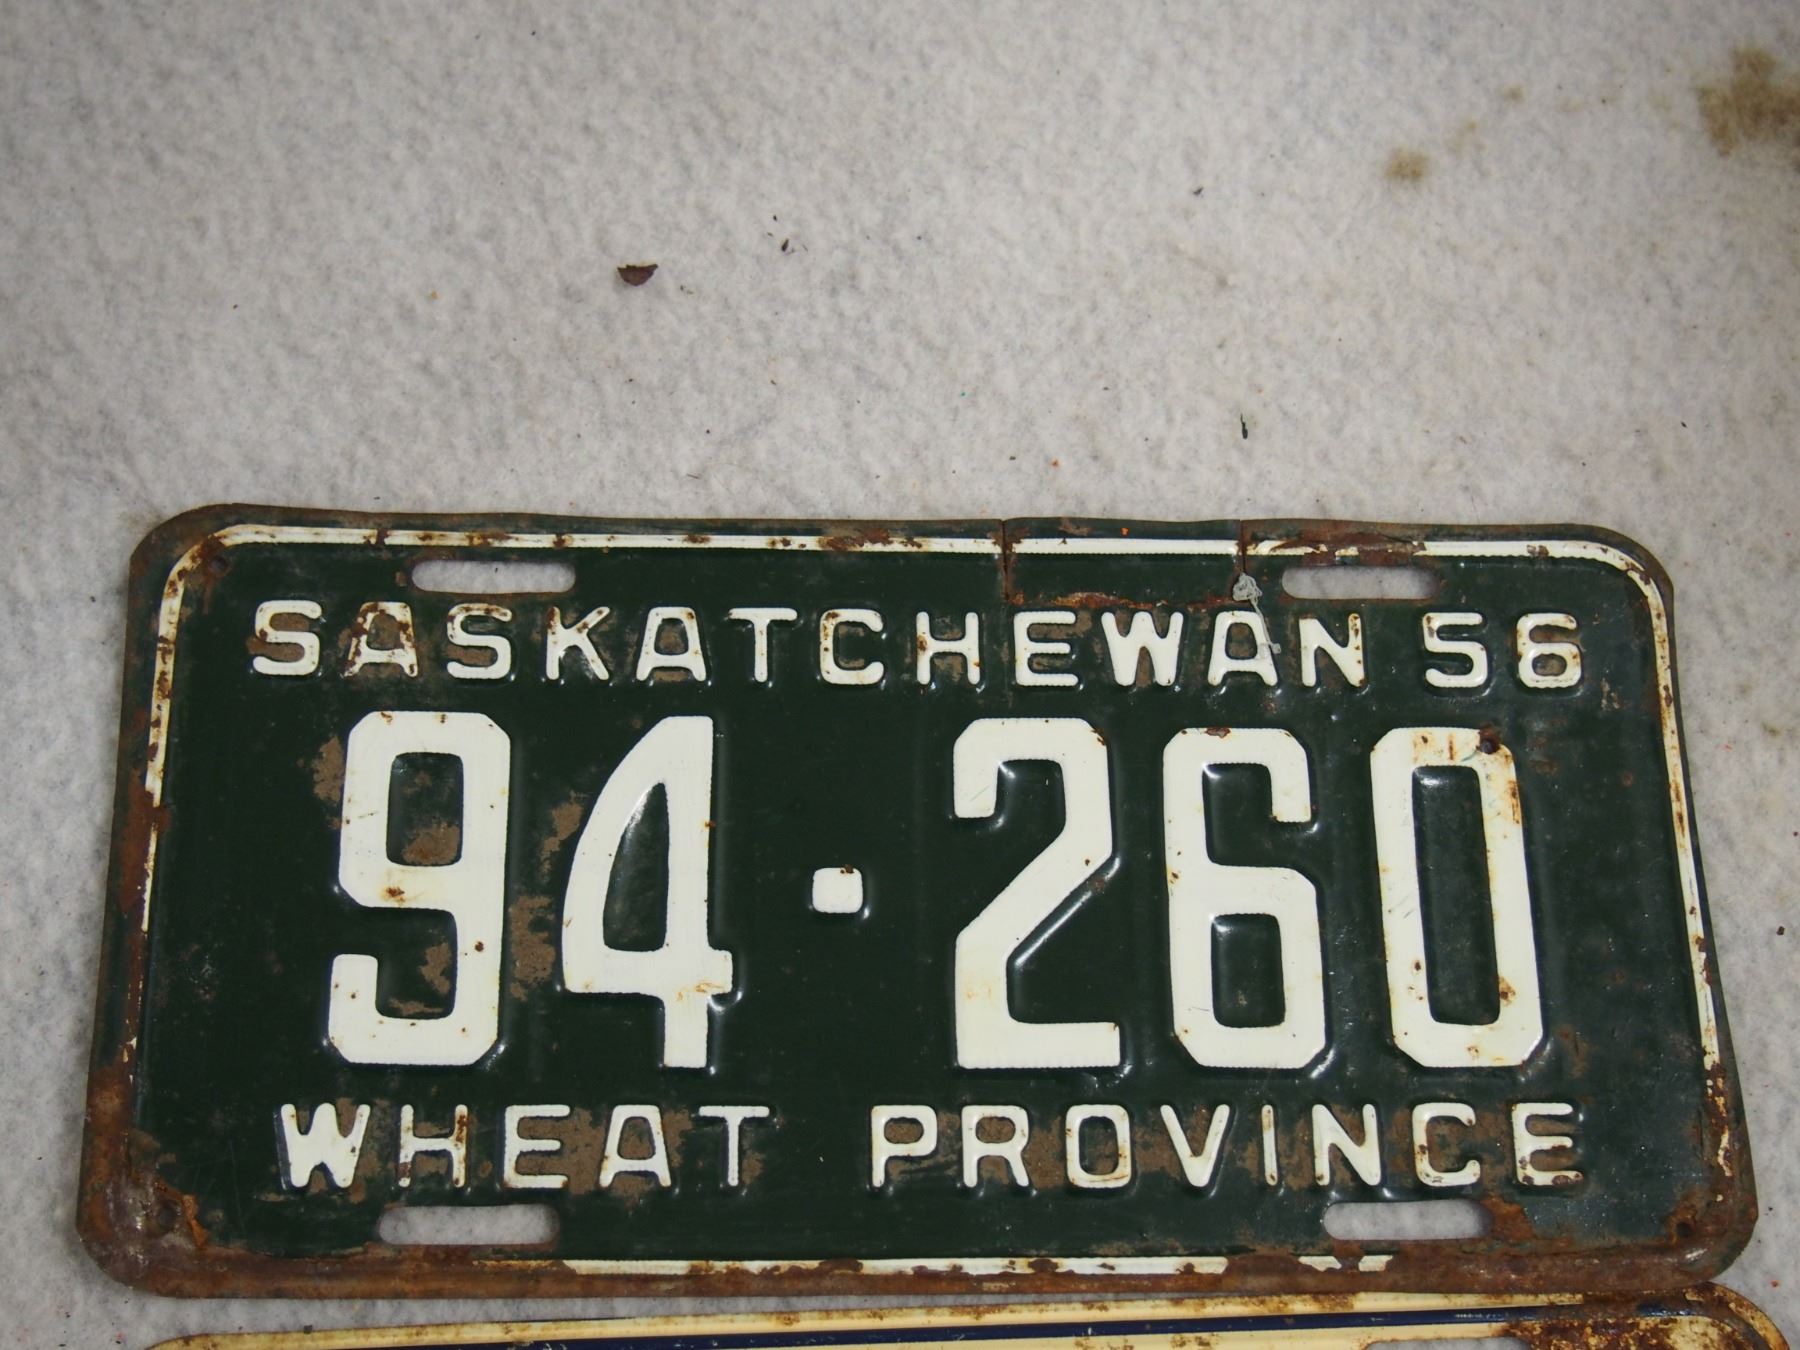 SASKATCHEWAN 56
94·260
WHEAT PROVINCE